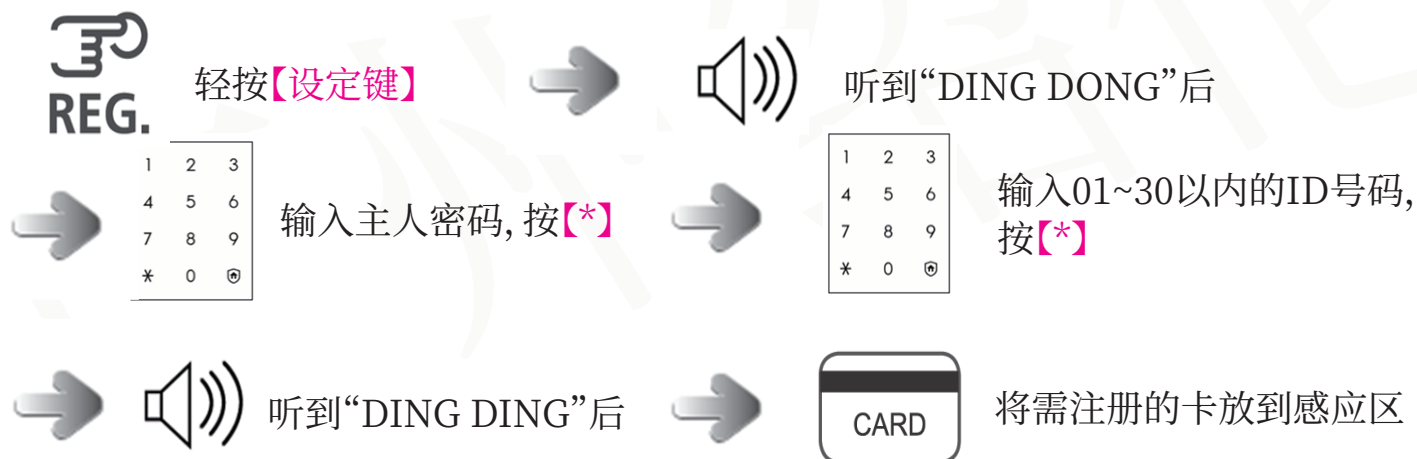 REG.
轻按【设定键】
听到“DING DONG”后
1 2 3
4 5 6
7 8 9
* 0
输入主人密码, 按【*】
1 2 3
4 5 6
7 8 9
* 0
输入01~30以内的ID号码,
按【*】
听到“DING DING”后
CARD
将需注册的卡放到感应区